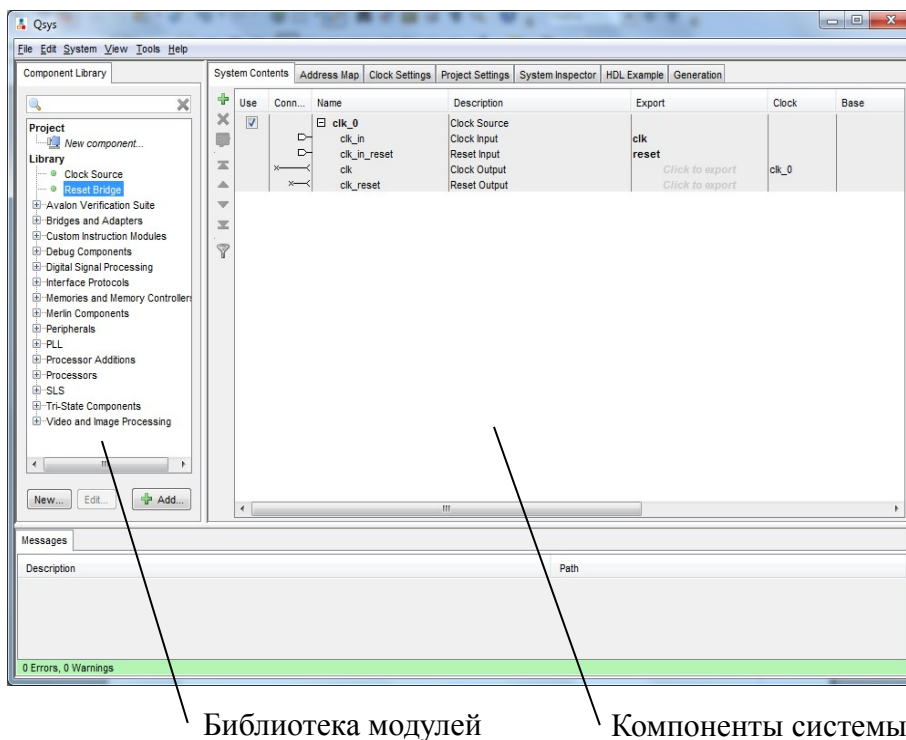 Qsys
File Edit System View Tools Help
Component Library
Project
New component...
Library
Clock Source
Reset Bridge
Avalon Verification Suite
Bridges and Adapters
Custom Instruction Modules
Debug Components
Digital Signal Processing
Interface Protocols
Memories and Memory Controllers
Merlin Components
Peripherals
PLL
Processor Additions
Processors
SLS
Tri-State Components
Video and Image Processing
New... Edit... Add...
System Contents Address Map Clock Settings Project Settings System Inspector HDL Example Generation
Use Conn... Name Description Export Clock Base
clk_0 Clock Source
clk_in Clock Input clk
clk_in_reset Reset Input reset
clk Clock Output Click to export clk_0
clk_reset Reset Output Click to export
Messages
Description Path
0 Errors, 0 Warnings
Библиотека модулей Компоненты системы